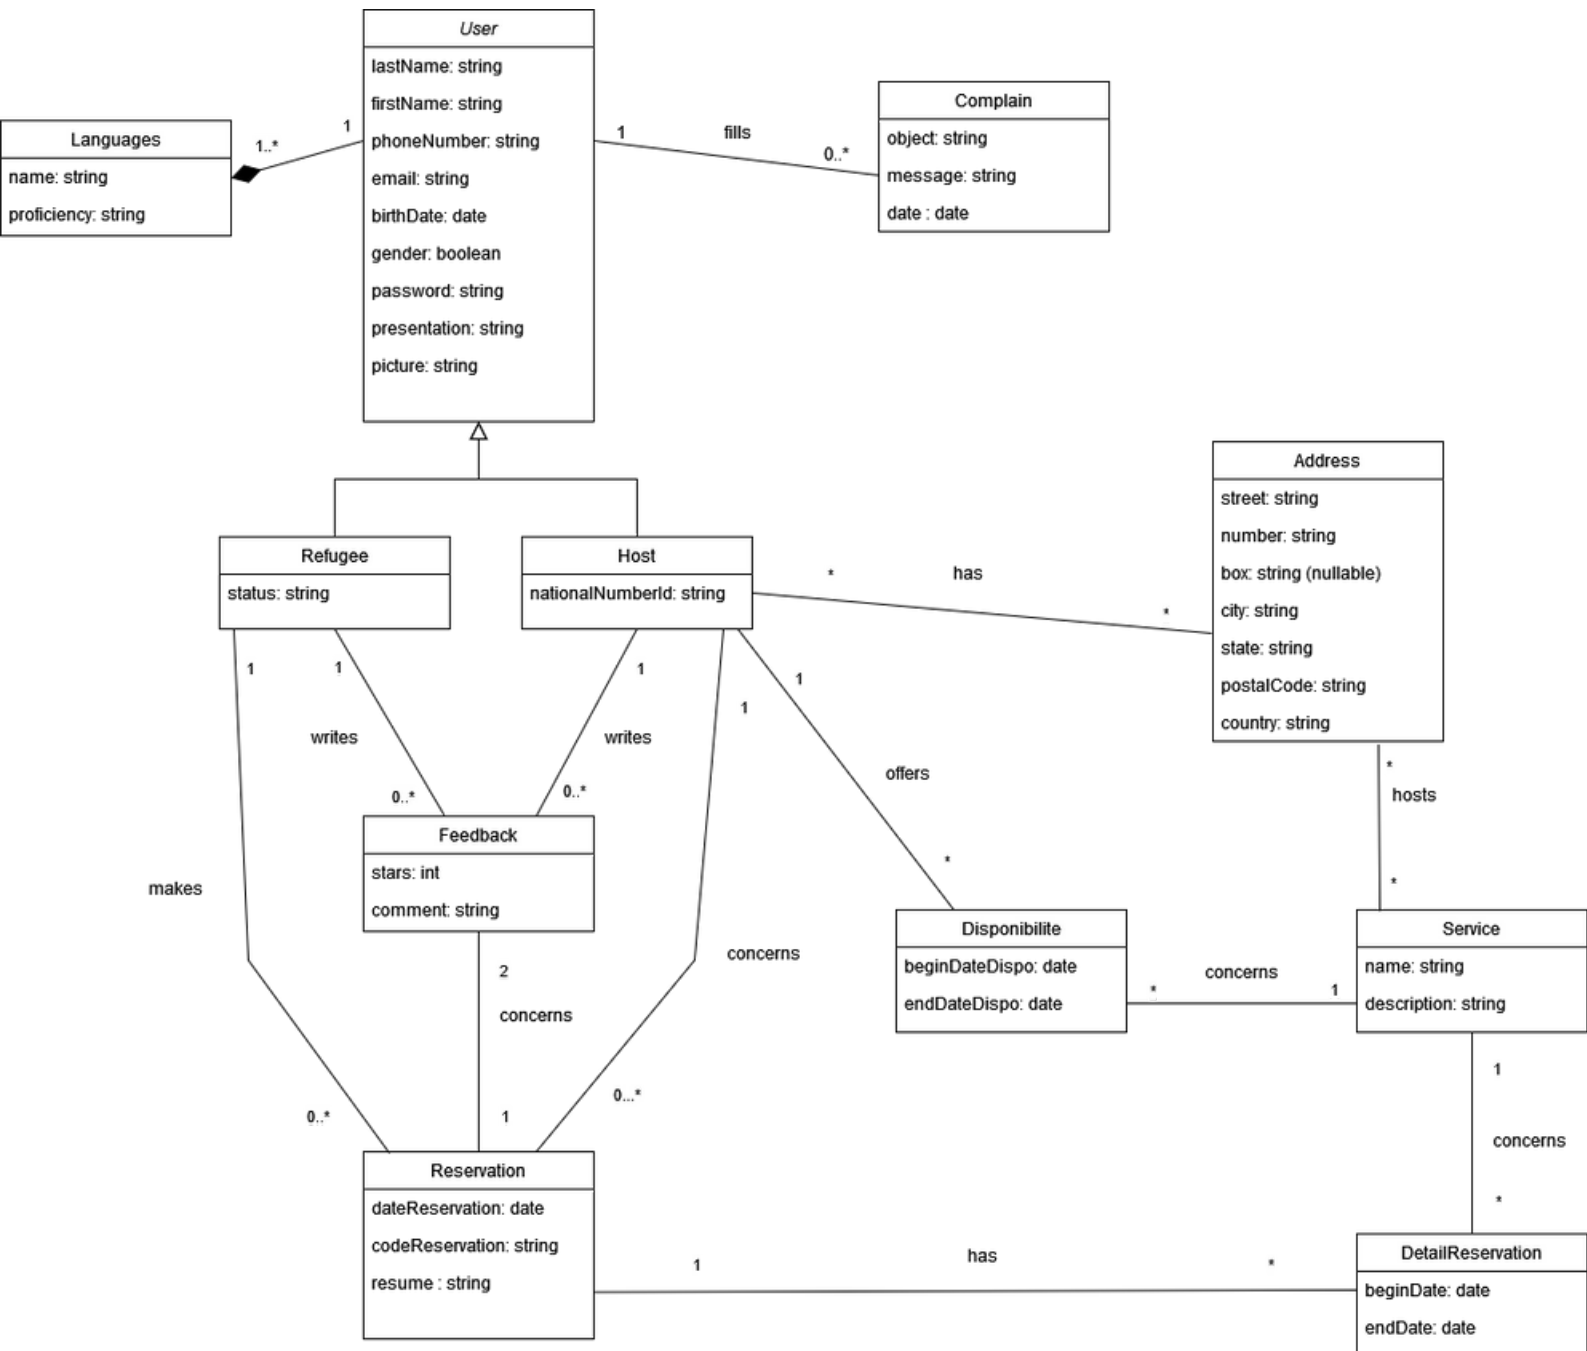 User
lastName: string
firstName: string
phoneNumber: string
email: string
birthDate: date
gender: boolean
password: string
presentation: string
picture: string
Languages
name: string
proficiency: string
1..*
1
1
fills
0..*
Complain
object: string
message: string
date : date
Refugee
status: string
Host
nationalNumberId: string
*
has
*
Address
street: string
number: string
box: string (nullable)
city: string
state: string
postalCode: string
country: string
1
1
1
1
1
writes
writes
offers
*
hosts
*
0..*
0..*
*
Feedback
stars: int
comment: string
makes
concerns
Disponibilite
beginDateDispo: date
endDateDispo: date
*
concerns
1
Service
name: string
description: string
2
concerns
1
0..*
0...*
1
concerns
*
Reservation
dateReservation: date
codeReservation: string
resume : string
1
has
*
DetailReservation
beginDate: date
endDate: date